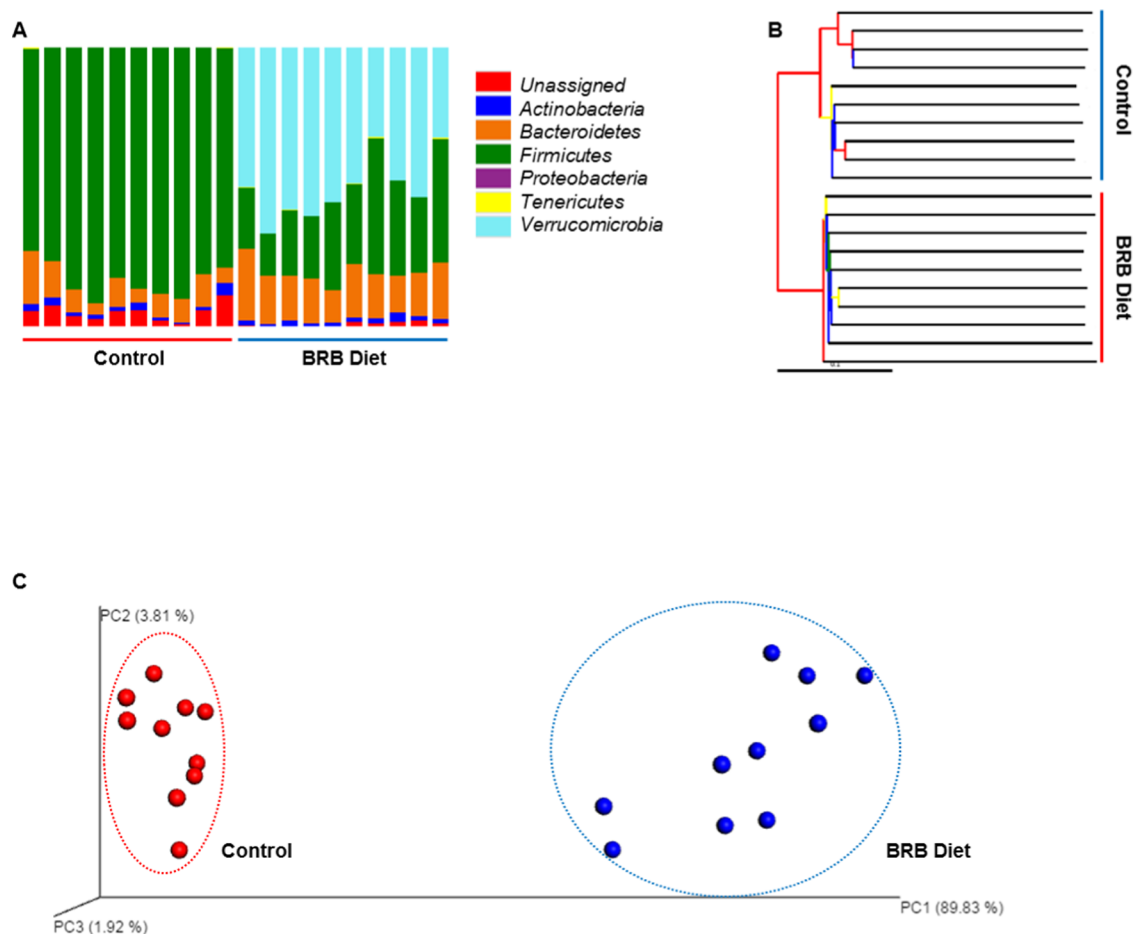 A
B
Unassigned
Actinobacteria
Bacteroidetes
Firmicutes
Proteobacteria
Tenericutes
Verrucomicrobia
Control
BRB Diet
Control
BRB Diet
C
PC2 (3.81 %)
Control
BRB Diet
PC1 (89.83 %)
PC3 (1.92 %)